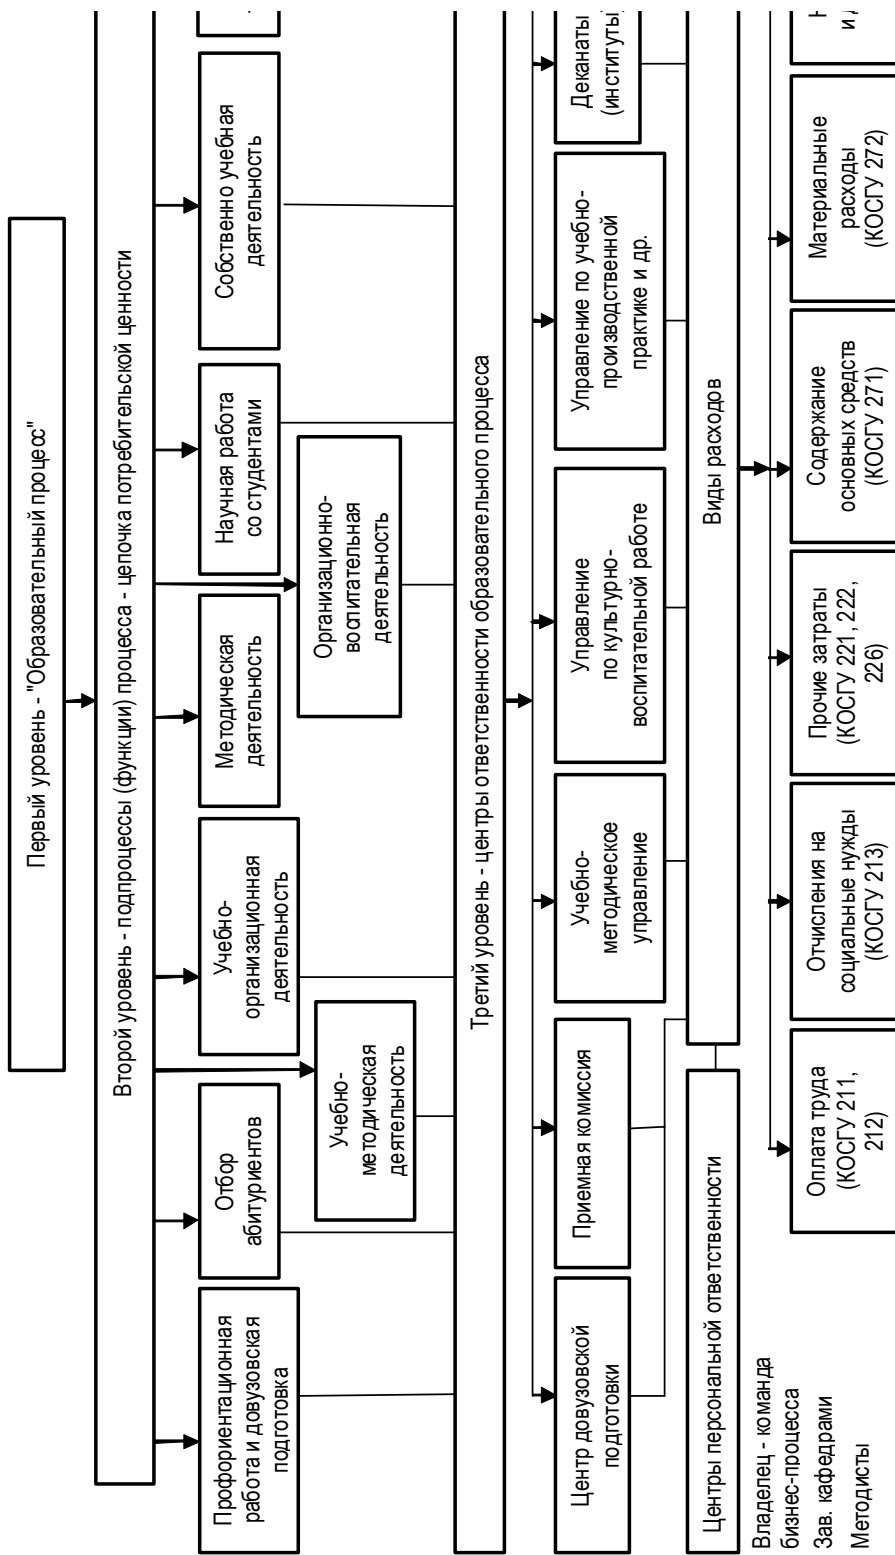 Первый уровень - "Образовательный процесс"
Второй уровень - подпроцессы (функции) процесса - цепочка потребительской ценности
Профориентационная
работа и довузовская
подготовка
Отбор
абитуриентов
Учебно-
методическая
деятельность
Учебно-
организационная
деятельность
Методическая
деятельность
Организационно-
воспитательная
деятельность
Научная работа
со студентами
Собственно учебная
деятельность
Третий уровень - центры ответственности образовательного процесса
Центр довузовской
подготовки
Приемная комиссия
Учебно-
методическое
управление
Управление
по культурно-
воспитательной работе
Управление по учебно-
производственной
практике и др.
Деканаты
(институты)
Центры персональной ответственности
Виды расходов
Владелец - команда
бизнес-процесса
Зав. кафедрами
Методисты
Оплата труда
(КОСГУ 211,
212)
Отчисления на
социальные нужды
(КОСГУ 213)
Прочие затраты
(КОСГУ 221, 222,
226)
Содержание
основных средств
(КОСГУ 271)
Материальные
расходы
(КОСГУ 272)